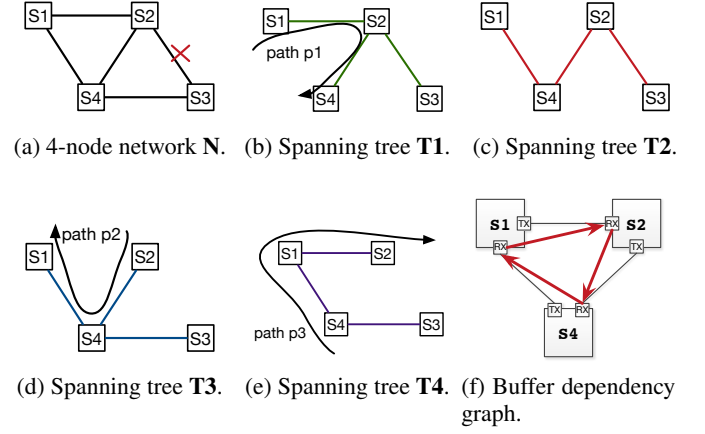 S1 S2
S4 S3
(a) 4-node network N.
S1 S2
path p1
S4 S3
(b) Spanning tree T1.
S1 S2
S4 S3
(c) Spanning tree T2.
path p2
S1 S2
S4 S3
(d) Spanning tree T3.
S1 S2
path p3
S4 S3
(e) Spanning tree T4.
S1 TX RX S2
RX TX
TX RX
S4
(f) Buffer dependency
graph.